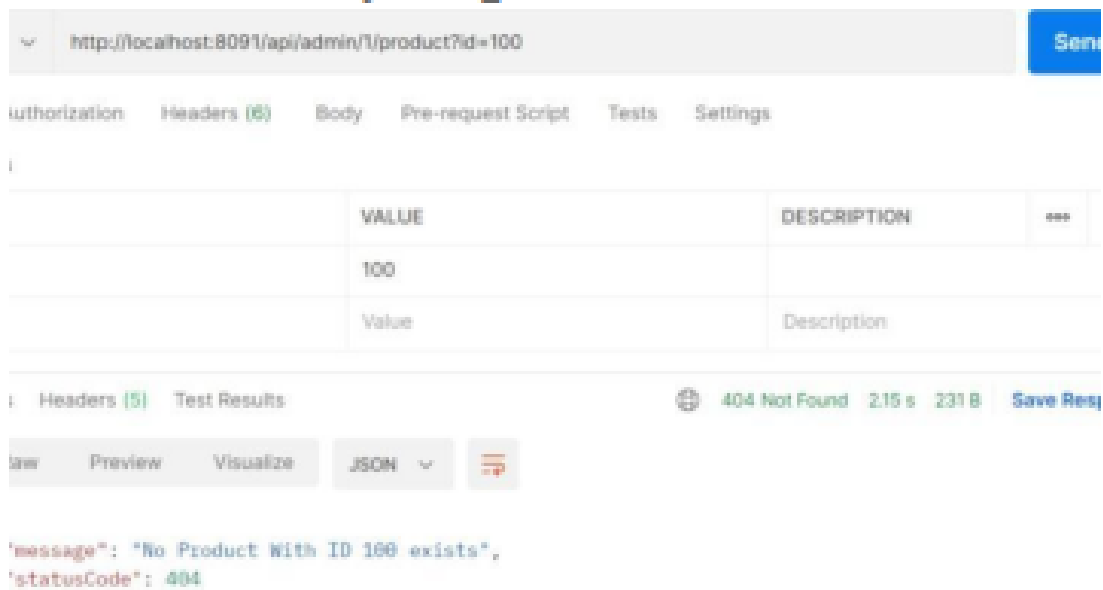 http://localhost:8091/api/admin/1/product?id=100 Send
Authorization Headers (6) Body Pre-request Script Tests Settings
VALUE DESCRIPTION
100
Value Description
Headers (5) Test Results 404 Not Found 2.15 s 231 B Save Resp
Raw Preview Visualize JSON
"message": "No Product With ID 100 exists",
"statusCode": 404